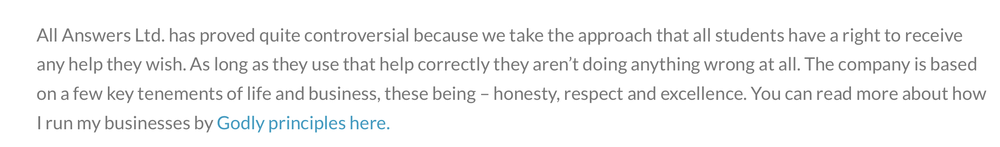 All Answers Ltd. has proved quite controversial because we take the approach that all students have a right to receive
any help they wish. As long as they use that help correctly they aren’t doing anything wrong at all. The company is based
on a few key tenements of life and business, these being – honesty, respect and excellence. You can read more about how
I run my businesses by Godly principles here.